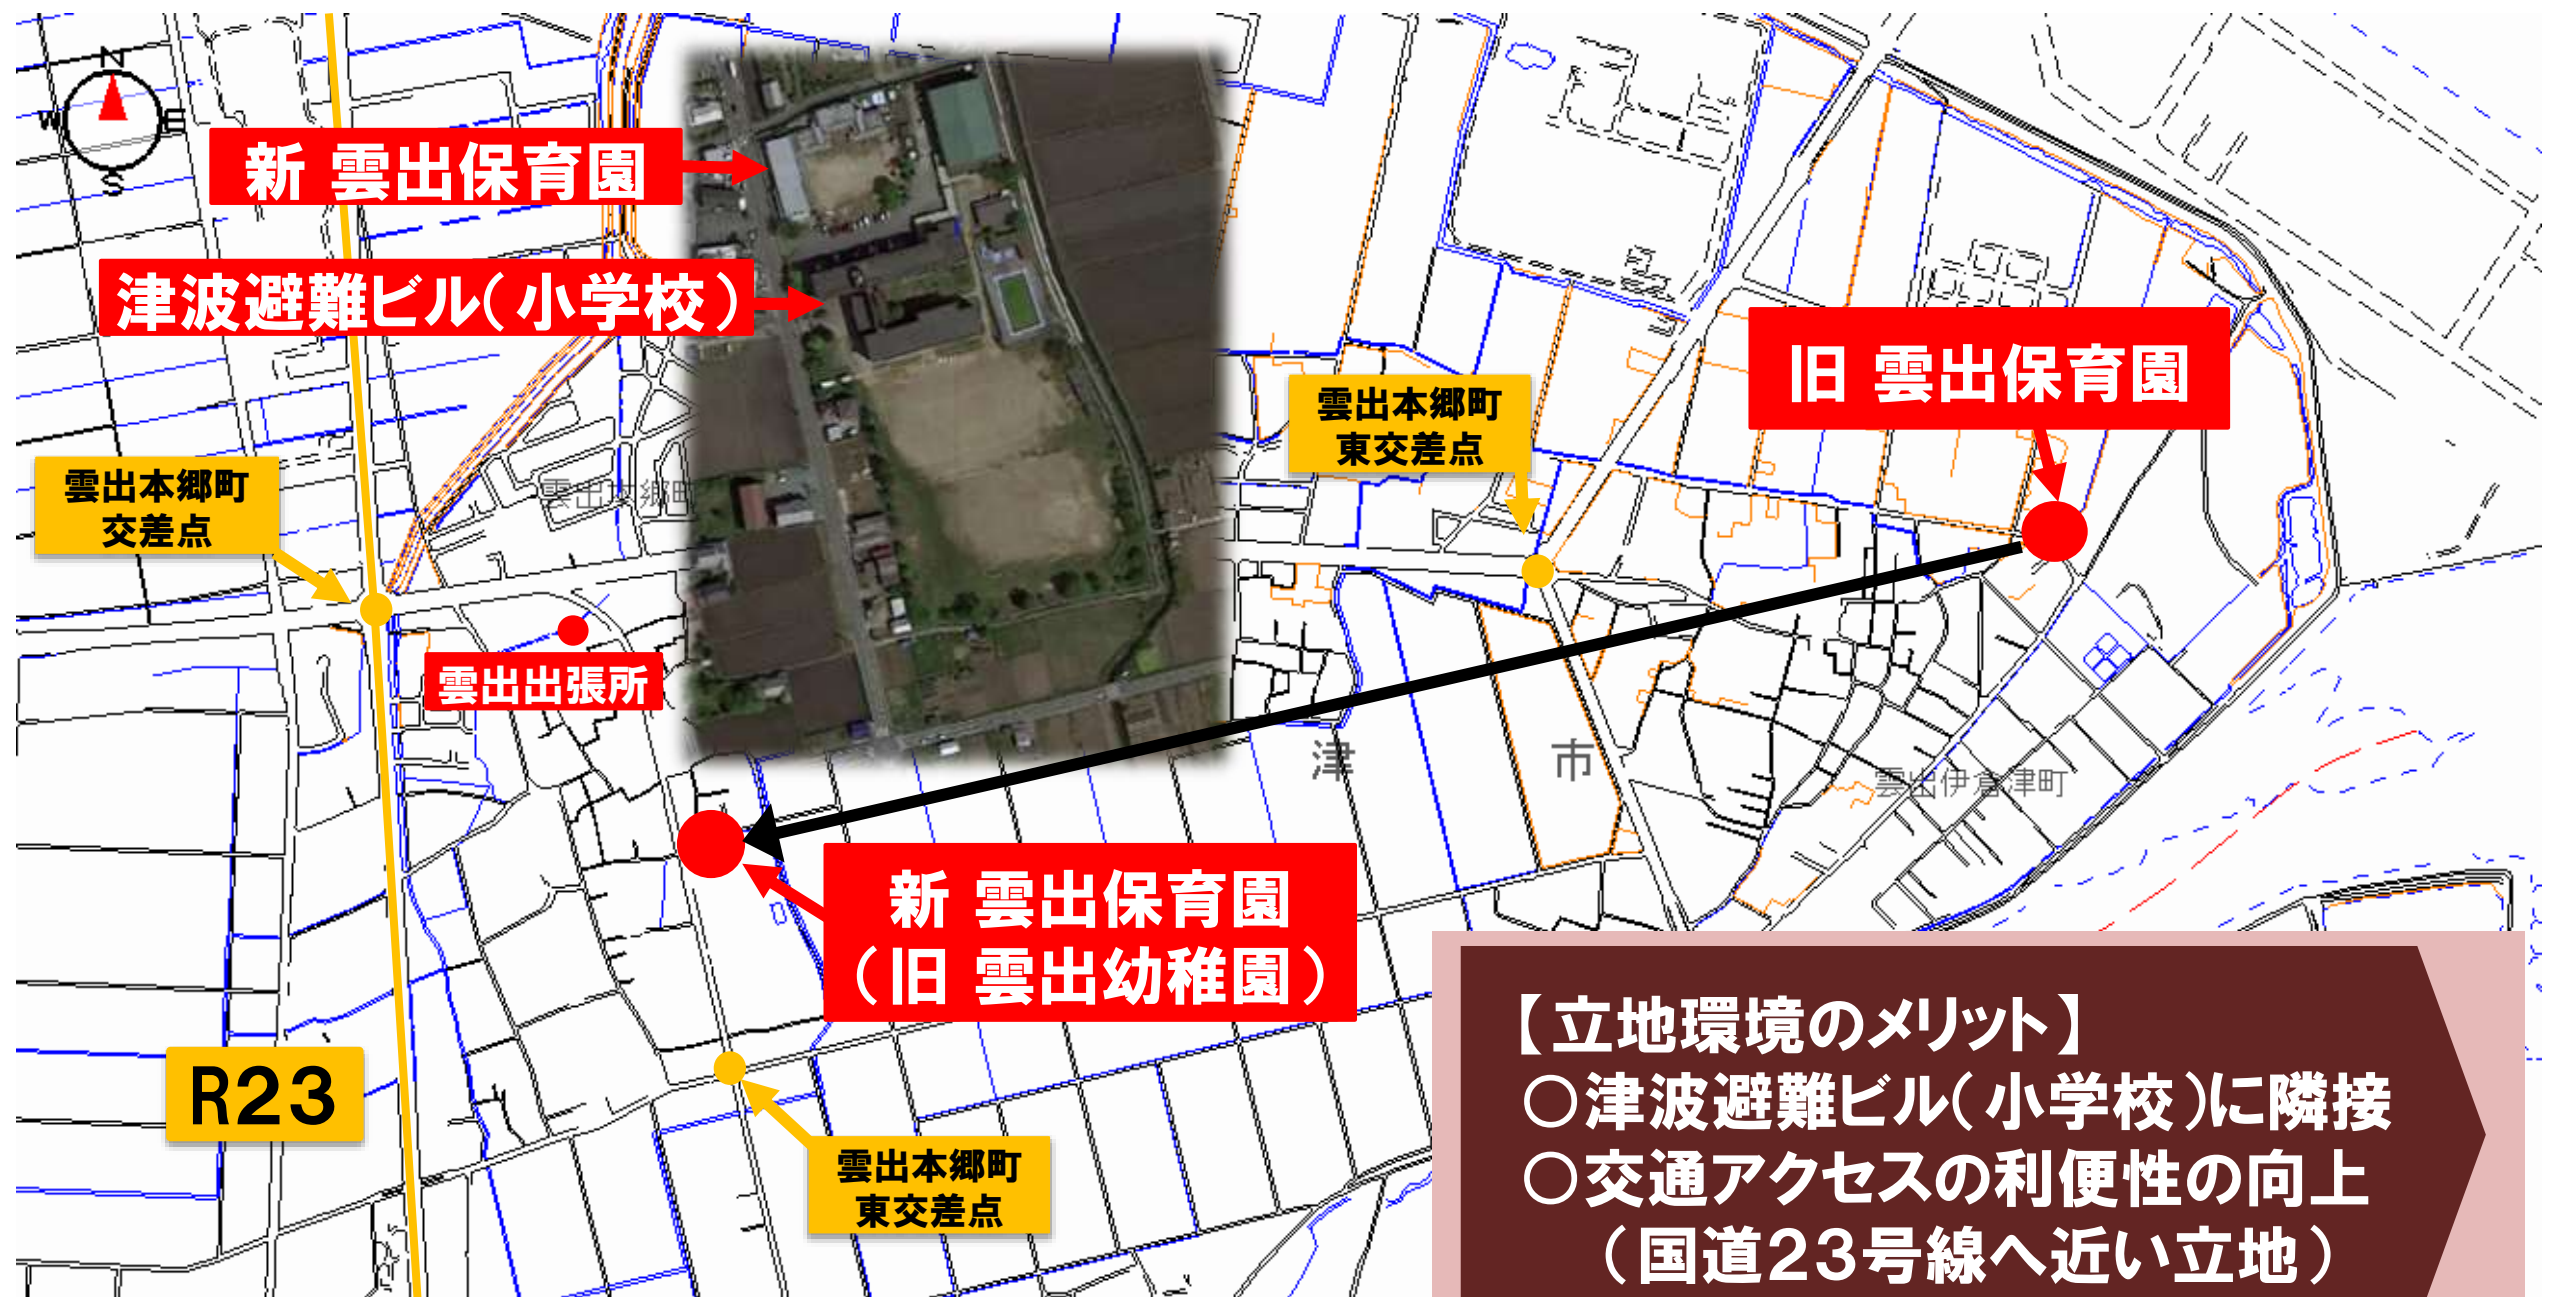 N
W
E
S
新 雲出保育園
津波避難ビル(小学校)
旧 雲出保育園
雲出本郷町
東交差点
雲出本郷町
交差点
雲出本郷町
雲出出張所
津 市
雲出伊倉津町
新 雲出保育園
(旧 雲出幼稚園)
R23
雲出本郷町
東交差点
【立地環境のメリット】
○津波避難ビル(小学校)に隣接
○交通アクセスの利便性の向上
(国道23号線へ近い立地)